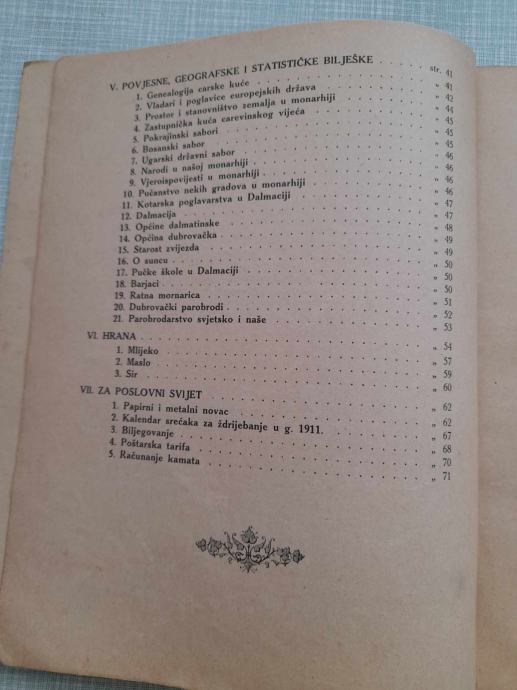 V. POVJESNE, GEOGRAFSKE I STATISTIČKE BILJEŠKE . . . . . str. 41
1. Genealogija carske kuće . . . . . „ 41
2. Vladari i poglavice europejskih država . . . . . „ 42
3. Prostor i stanovništvo zemalja u monarhiji . . . . . „ 44
4. Zastupnička kuća carevinskog vijeća . . . . . „ 45
5. Pokrajinski sabori . . . . . „ 45
6. Bosanski sabor . . . . . „ 45
7. Ugarski državni sabor . . . . . „ 46
8. Narodi u našoj monarhiji . . . . . „ 46
9. Vjeroispovijesti u monarhiji . . . . . „ 46
10. Pučanstvo nekih gradova u monarhiji . . . . . „ 46
11. Kotarska poglavarstva u Dalmaciji . . . . . „ 47
12. Dalmacija . . . . . „ 47
13. Općine dalmatinske . . . . . „ 48
14. Općina dubrovačka . . . . . „ 49
15. Starost zvijezda . . . . . „ 49
16. O suncu . . . . . „ 50
17. Pučke škole u Dalmaciji . . . . . „ 50
18. Barjaci . . . . . „ 50
19. Ratna mornarica . . . . . „ 51
20. Dubrovački parobrodi . . . . . „ 52
21. Parobrodarstvo svjetsko i naše . . . . . „ 53
VI. HRANA . . . . . „ 54
1. Mlijeko . . . . . „ 57
2. Maslo . . . . . „ 59
3. Sir . . . . . „ 60
VII. ZA POSLOVNI SVIJET . . . . . „ 62
1. Papirni i metalni novac . . . . . „ 62
2. Kalendar srećaka za ždrijebanje u g. 1911. . . . . . „ 67
3. Biljegovanje . . . . . „ 68
4. Poštarska tarifa . . . . . „ 70
5. Računanje kamata . . . . . „ 71